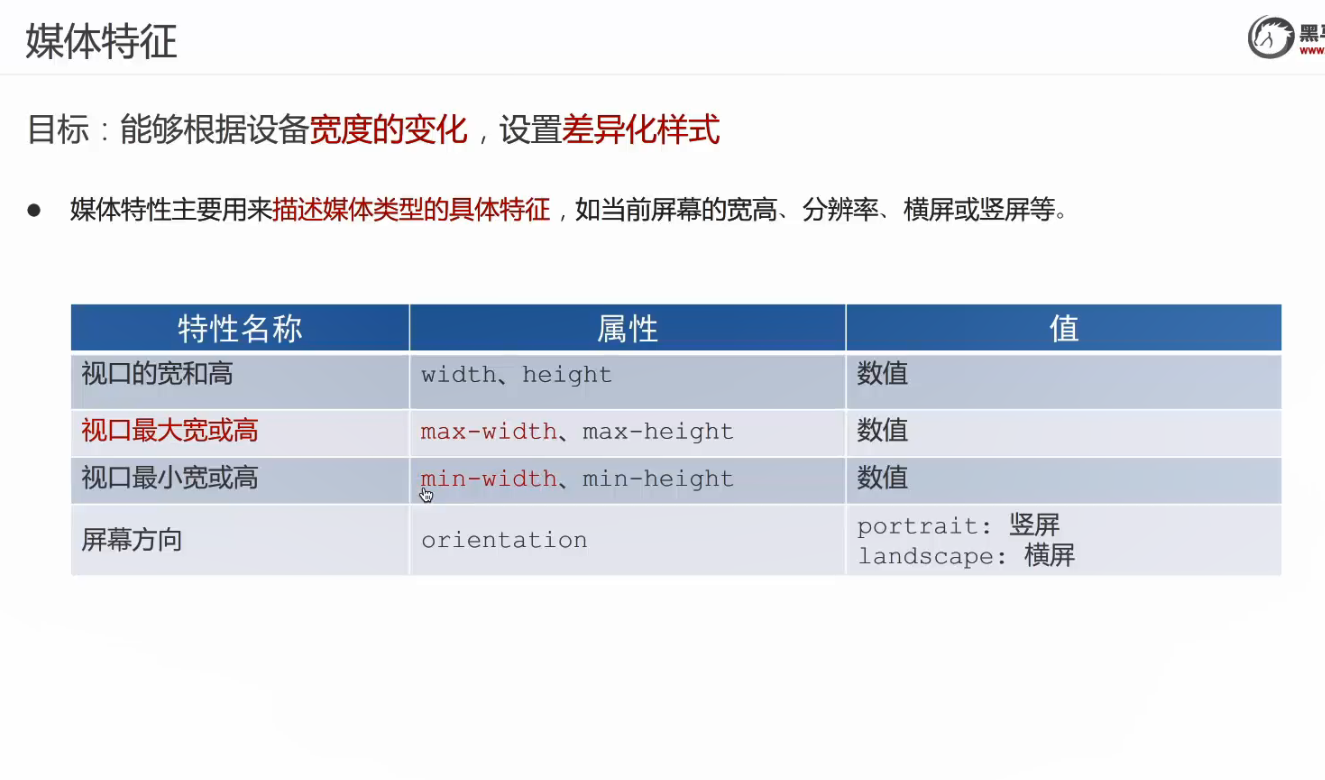 媒体特征
黑
www.
目标：能够根据设备宽度的变化，设置差异化样式
● 媒体特性主要用来描述媒体类型的具体特征，如当前屏幕的宽高、分辨率、横屏或竖屏等。
特性名称 属性 值
视口的宽和高 width、height 数值
视口最大宽或高 max-width、max-height 数值
视口最小宽或高 min-width、min-height 数值
屏幕方向 orientation portrait: 竖屏
landscape: 横屏